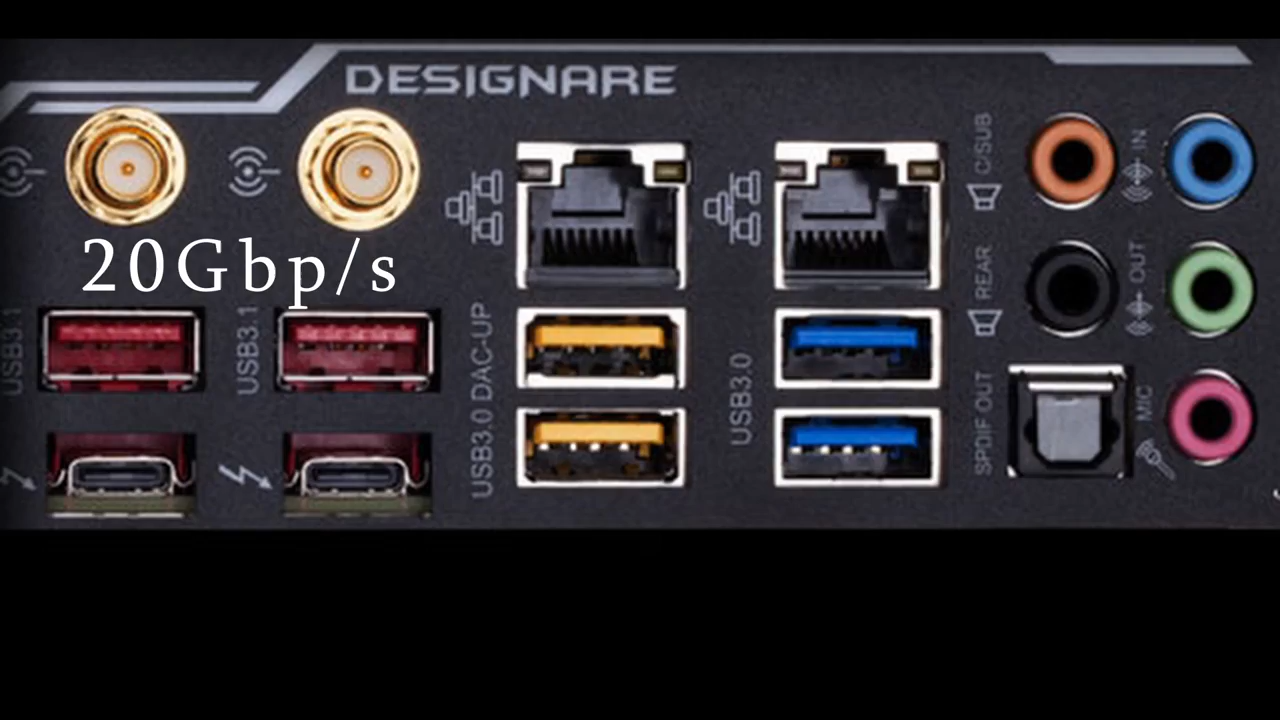 DESIGNARE
20Gbp/s
USB3.1
USB3.1
USB3.0 DAC-UP
USB3.0
C/SUB
REAR
SPDIF OUT
IN
OUT
MIC